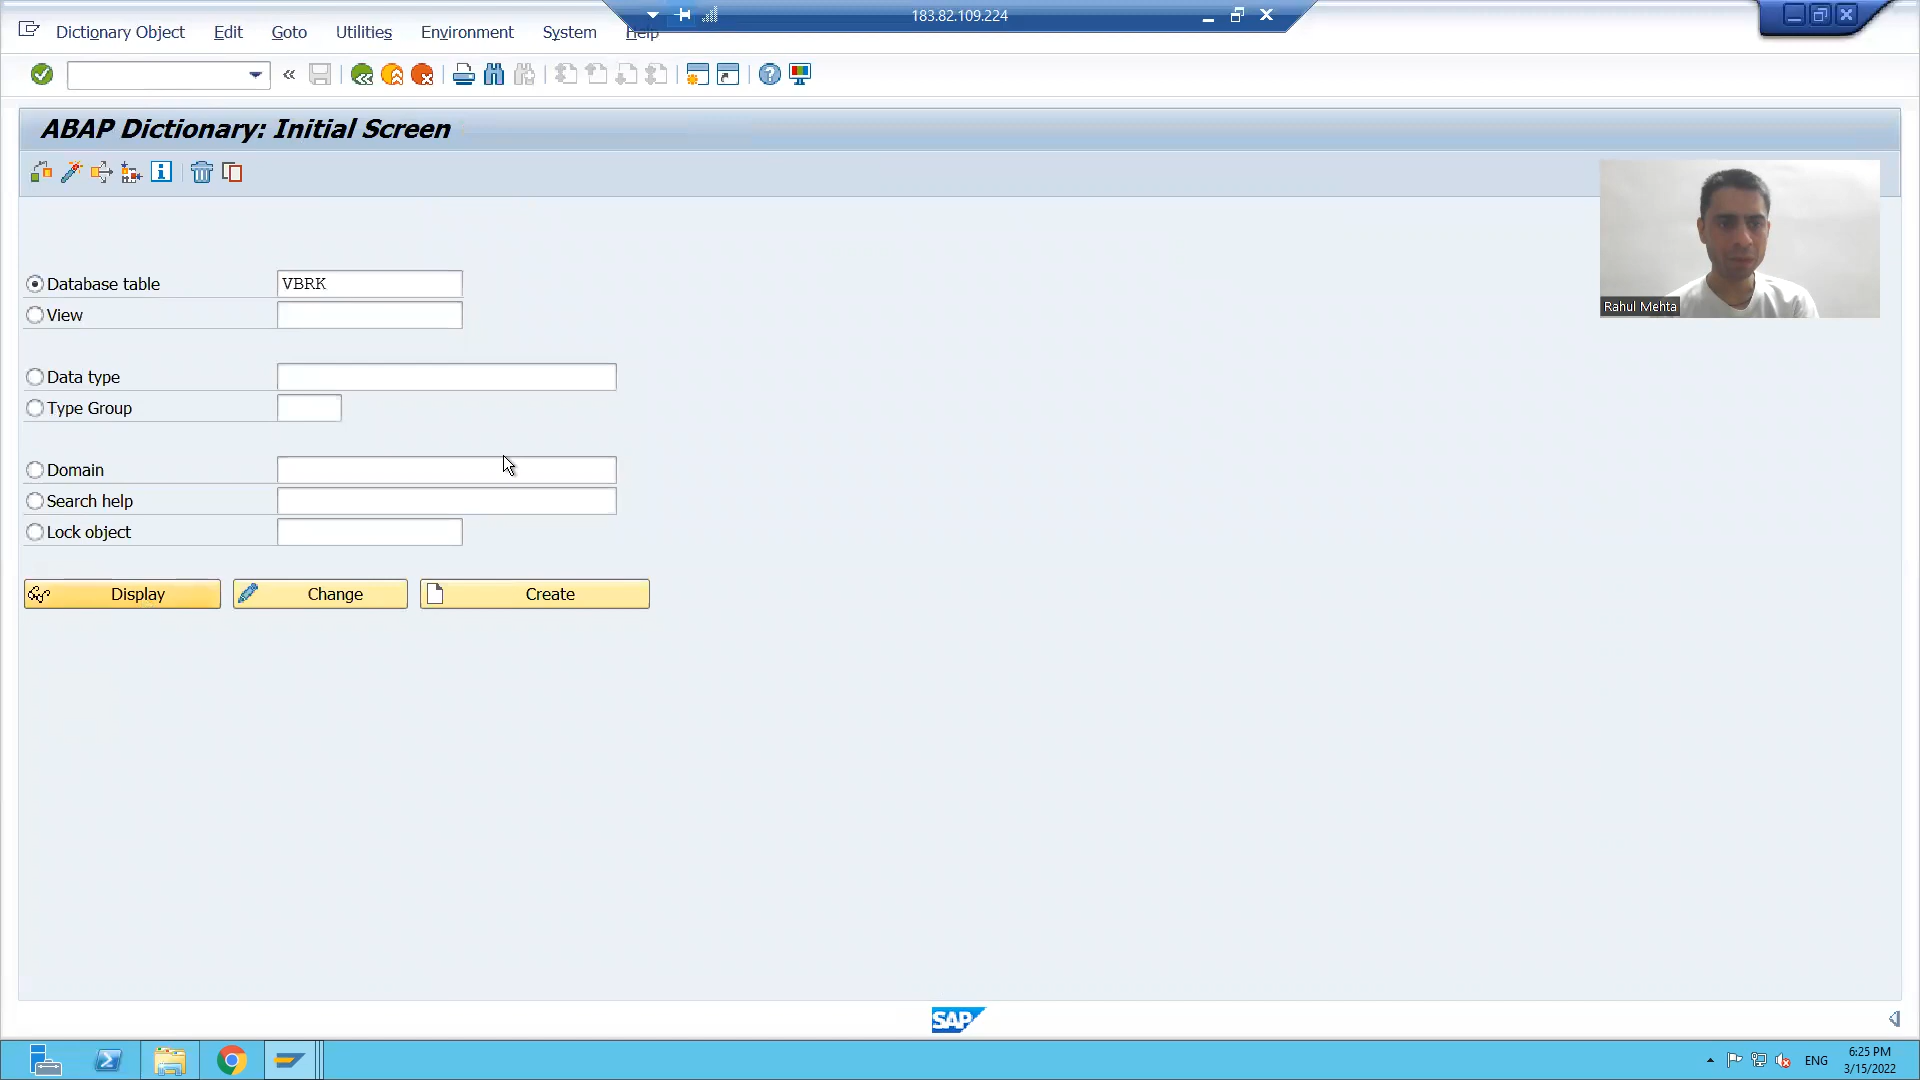 183.82.109.224
Dictionary Object Edit Goto Utilities Environment System Help
ABAP Dictionary: Initial Screen
Database table VBRK
View
Rahul Mehta
Data type
Type Group
Domain
Search help
Lock object
Display Change Create
SAP
ENG
6:25 PM
3/15/2022